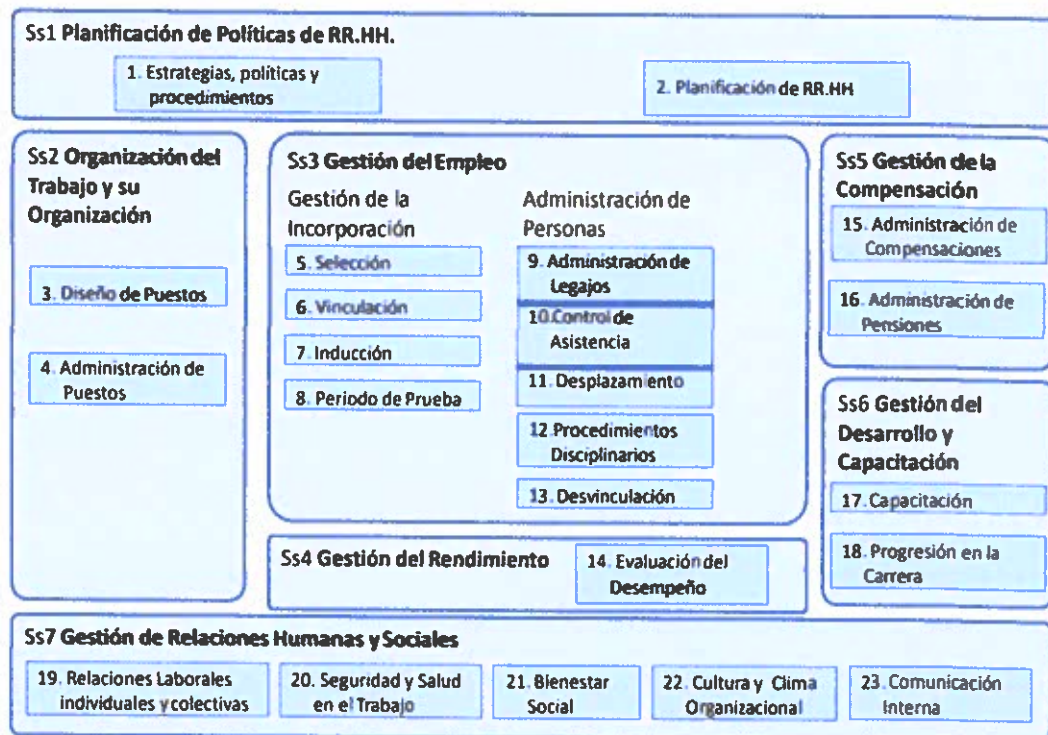 Ss1 Planificación de Políticas de RR.HH.
1. Estrategias, políticas y
procedimientos
2. Planificación de RR.HH
Ss2 Organización del
Trabajo y su
Organización
3. Diseño de Puestos
4. Administración de
Puestos
Ss3 Gestión del Empleo
Gestión de la
Incorporación
5. Selección
6. Vinculación
7. Inducción
8. Periodo de Prueba
Administración de
Personas
9. Administración de
Legajos
10. Control de
Asistencia
11. Desplazamiento
12. Procedimientos
Disciplinarios
13. Desvinculación
Ss4 Gestión del Rendimiento
14. Evaluación del
Desempeño
Ss5 Gestión de la
Compensación
15. Administración de
Compensaciones
16. Administración de
Pensiones
Ss6 Gestión del
Desarrollo y
Capacitación
17. Capacitación
18. Progresión en la
Carrera
Ss7 Gestión de Relaciones Humanas y Sociales
19. Relaciones Laborales
individuales y colectivas
20. Seguridad y Salud
en el Trabajo
21. Bienestar
Social
22. Cultura y Clima
Organizacional
23. Comunicación
Interna